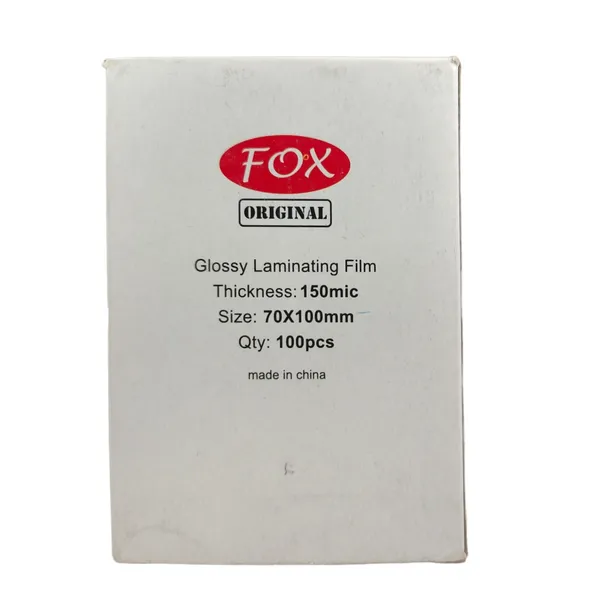 FOX
ORIGINAL
Glossy Laminating Film
Thickness: 150mic
Size: 70X100mm
Qty: 100pcs
made in china